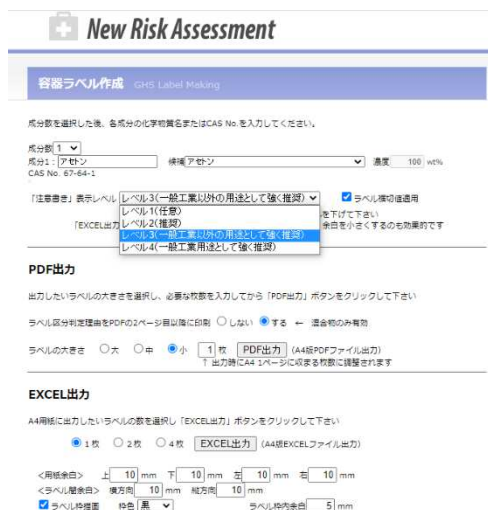 New Risk Assessment
容器ラベル作成 GHS Label Making
成分数を選択した後、各成分の化学物質名またはCAS No.を入力してください。
成分数 1
成分1: アセトン 候補 アセトン 濃度 100 wt%
CAS No. 67-64-1
「注意書き」表示レベル レベル3(一般工業以外の用途として強く推奨) ラベル裾切値適用
レベル1(任意) を下げて下さい
「EXCEL出力 レベル2(推奨) 余白を小さくするのも効果的です
レベル3(一般工業以外の用途として強く推奨)
レベル4(一般工業用途として強く推奨)
PDF出力
出力したいラベルの大きさを選択し、必要な枚数を入力してから「PDF出力」ボタンをクリックして下さい
ラベル区分判定理由をPDFの2ページ目以降に印刷 しない する ← 混合物のみ有効
ラベルの大きさ 大 中 小 1 枚 PDF出力 (A4版PDFファイル出力)
↑ 出力時にA4 1ページに収まる枚数に調整されます
EXCEL出力
A4用紙に出力したいラベルの数を選択し「EXCEL出力」ボタンをクリックして下さい
1枚 2枚 4枚 EXCEL出力 (A4版EXCELファイル出力)
<用紙余白> 上 10 mm 下 10 mm 左 10 mm 右 10 mm
<ラベル間余白> 横方向 10 mm 縦方向 10 mm
ラベル枠描画 枠色 黒 ラベル枠内余白 5 mm